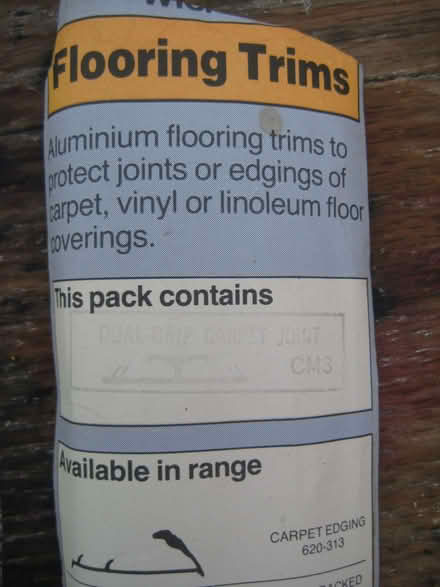 Flooring Trims
Aluminium flooring trims to
protect joints or edgings of
carpet, vinyl or linoleum floor
coverings.
This pack contains
DUAL GRIP CARPET JOINT
CM3
Available in range
CARPET EDGING
620-313